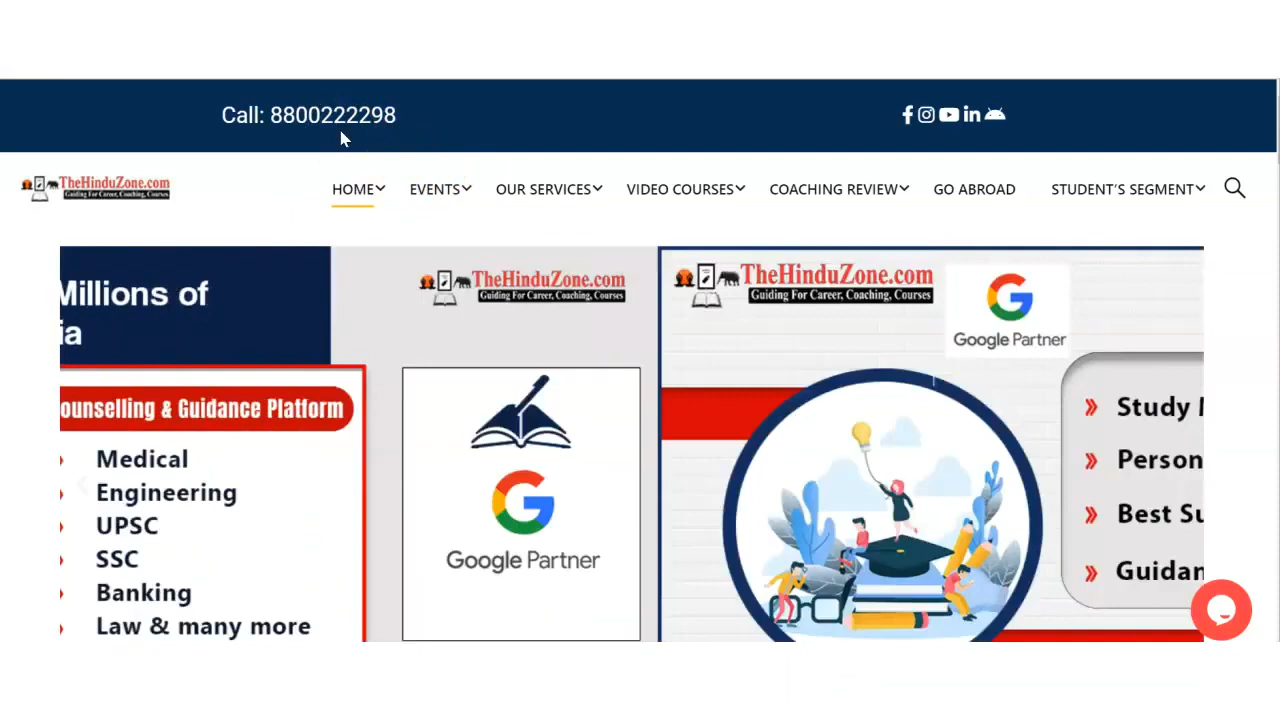 Call: 8800222298
TheHinduZone.com
Guiding For Career, Coaching, Courses
HOME
EVENTS
OUR SERVICES
VIDEO COURSES
COACHING REVIEW
GO ABROAD
STUDENT'S SEGMENT
Millions of
ia
ounselling & Guidance Platform
Medical
Engineering
UPSC
SSC
Banking
Law & many more
TheHinduZone.com
Guiding For Career, Coaching, Courses
Google Partner
TheHinduZone.com
Guiding For Career, Coaching, Courses
Google Partner
Study
Person
Best Su
Guidan